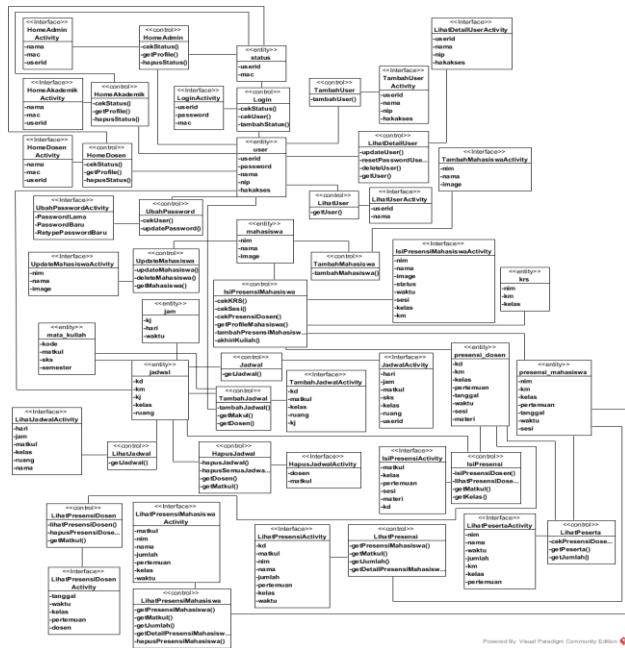 <<Interface>>
HomeAdmin
Activity
-nama
-mac
-userid
<<control>>
HomeAdmin
-cekStatus()
-getProfile()
-hapusStatus()
<<entity>>
status
-userid
-mac
<<Interface>>
LihatDetailUserActivity
-userid
-nama
-nip
-hakakses
<<Interface>>
HomeAkademik
Activity
-nama
-mac
-userid
<<control>>
HomeAkademik
-cekStatus()
-getProfile()
-hapusStatus()
<<Interface>>
LoginActivity
-userid
-password
-mac
<<control>>
Login
-cekStatus()
-cekUser()
-tambahStatus()
<<control>>
TambahUser
-tambahUser()
<<Interface>>
TambahUser
Activity
-userid
-nama
-nip
-hakakses
<<Interface>>
HomeDosen
Activity
-nama
-mac
-userid
<<control>>
HomeDosen
-cekStatus()
-getProfile()
-hapusStatus()
<<entity>>
user
-userid
-password
-nama
-nip
-hakakses
<<control>>
LihatDetailUser
-updateUser()
-resetPasswordUse...
-deleteUser()
-getUser()
<<Interface>>
TambahMahasiswaActivity
-nim
-nama
-image
<<Interface>>
UbahPasswordActivity
-PasswordLama
-PasswordBaru
-RetypePasswordBaru
<<control>>
UbahPassword
-cekUser()
-updatePassword()
<<control>>
LihatUser
-getUser()
<<Interface>>
LihatUserActivity
-userid
-nama
<<entity>>
mahasiswa
-nim
-nama
-image
<<Interface>>
UpdateMahasiswaActivity
-nim
-nama
-image
<<control>>
UpdateMahasiswa
-updateMahasiswa()
-deleteMahasiswa()
-getMahasiswa()
<<control>>
TambahMahasiswa
-tambahMahasiswa()
<<Interface>>
IsiPresensiMahasiswaActivity
-nim
-nama
-image
-status
-waktu
-sesi
-kelas
-km
<<entity>>
krs
-nim
-km
-kelas
<<control>>
IsiPresensiMahasiswa
-cekKRS()
-cekSesi()
-cekPresensiDosen()
-getProfileMahasiswa()
-tambahPresensiMahasisw...
-akhiriKuliah()
<<entity>>
jam
-kj
-hari
-waktu
<<entity>>
mata_kuliah
-kode
-matkul
-sks
-semester
<<entity>>
jadwal
-kd
-km
-kj
-kelas
-ruang
<<control>>
Jadwal
-getJadwal()
<<Interface>>
JadwalActivity
-hari
-jam
-matkul
-sks
-kelas
-ruang
-userid
<<entity>>
presensi_dosen
-kd
-km
-kelas
-pertemuan
-tanggal
-waktu
-sesi
-materi
<<entity>>
presensi_mahasiswa
-nim
-km
-kelas
-pertemuan
-tanggal
-waktu
-sesi
<<control>>
TambahJadwal
-tambahJadwal()
-getMakul()
-getDosen()
<<Interface>>
TambahJadwalActivity
-kd
-matkul
-kelas
-ruang
-kj
<<Interface>>
LihatJadwalActivity
-hari
-jam
-matkul
-kelas
-ruang
-nama
<<control>>
LihatJadwal
-getJadwal()
<<control>>
HapusJadwal
-hapusJadwal()
-hapusSemuaJadwa...
-getDosen()
-getMatkul()
<<Interface>>
HapusJadwalActivity
-dosen
-matkul
<<Interface>>
IsiPresensiActivity
-matkul
-kelas
-pertemuan
-sesi
-materi
-kd
<<control>>
IsiPresensi
-isiPresensiDosen()
-lihatPresensiDose...
-getMatkul()
-getKelas()
<<control>>
LihatPresensiDosen
-lihatPresensiDosen()
-hapusPresensiDose...
-getMatkul()
<<Interface>>
LihatPresensiMahasiswa
Activity
-matkul
-nim
-nama
-jumlah
-pertemuan
-kelas
-waktu
<<Interface>>
LihatPresensiActivity
-kd
-matkul
-nim
-nama
-jumlah
-pertemuan
-kelas
-waktu
<<control>>
LihatPresensi
-getPresensiMahasiswa()
-getMatkul()
-getJumlah()
-getDetailPresensiMahasisw...
<<Interface>>
LihatPesertaActivity
-nim
-nama
-waktu
-jumlah
-km
-kelas
-pertemuan
<<control>>
LihatPeserta
-cekPresensiDose...
-getPeserta()
-getJumlah()
<<Interface>>
LihatPresensiDosen
Activity
-tanggal
-waktu
-kelas
-pertemuan
-dosen
<<control>>
LihatPresensiMahasiswa
-getPresensiMahasiswa()
-getMatkul()
-getJumlah()
-getDetailPresensiMahasisw...
-hapusPresensiMahasiswa()
Powered By Visual Paradigm Community Edition